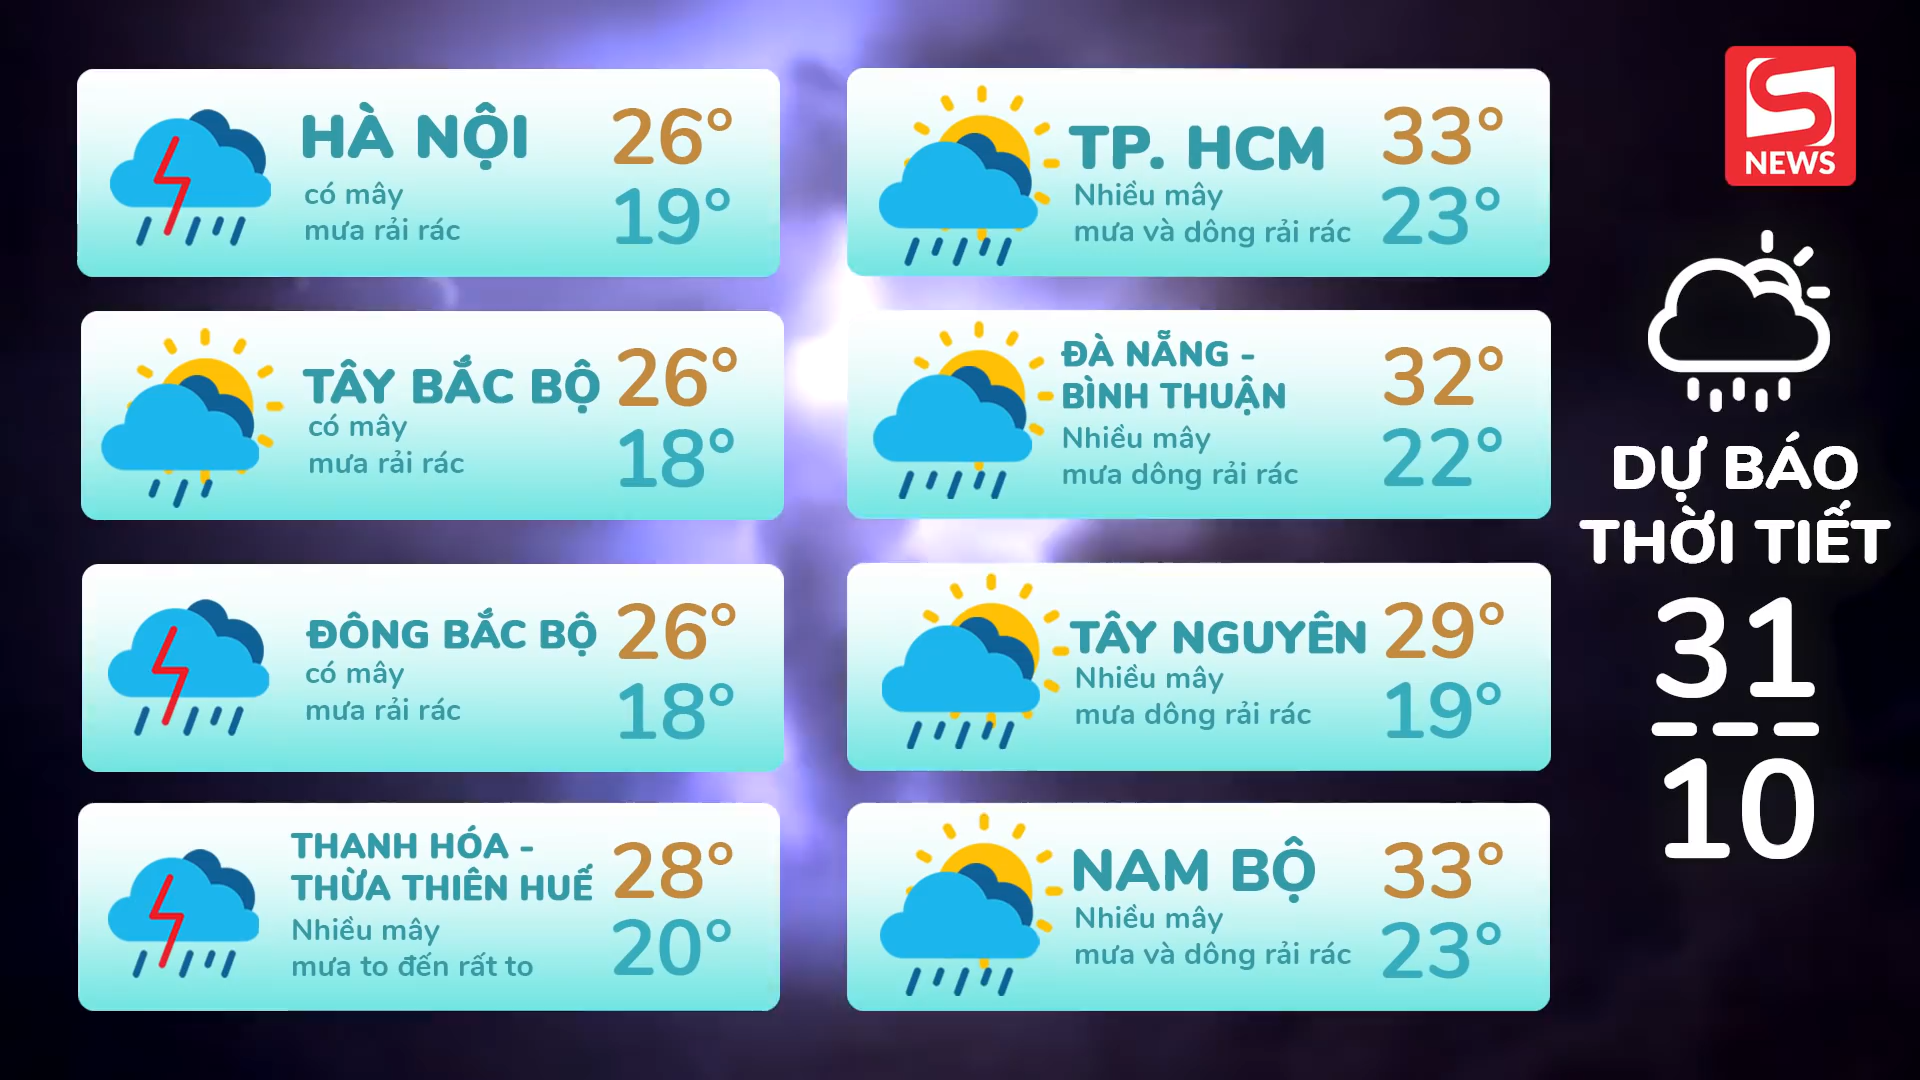 HÀ NỘI
có mây
mưa rải rác
26°
19°
TÂY BẮC BỘ
có mây
mưa rải rác
26°
18°
ĐÔNG BẮC BỘ
có mây
mưa rải rác
26°
18°
THANH HÓA -
THỪA THIÊN HUẾ
Nhiều mây
mưa to đến rất to
28°
20°
TP. HCM
Nhiều mây
mưa và dông rải rác
33°
23°
ĐÀ NẴNG -
BÌNH THUẬN
Nhiều mây
mưa dông rải rác
32°
22°
TÂY NGUYÊN
Nhiều mây
mưa dông rải rác
29°
19°
NAM BỘ
Nhiều mây
mưa và dông rải rác
33°
23°
S
NEWS
DỰ BÁO
THỜI TIẾT
31
10